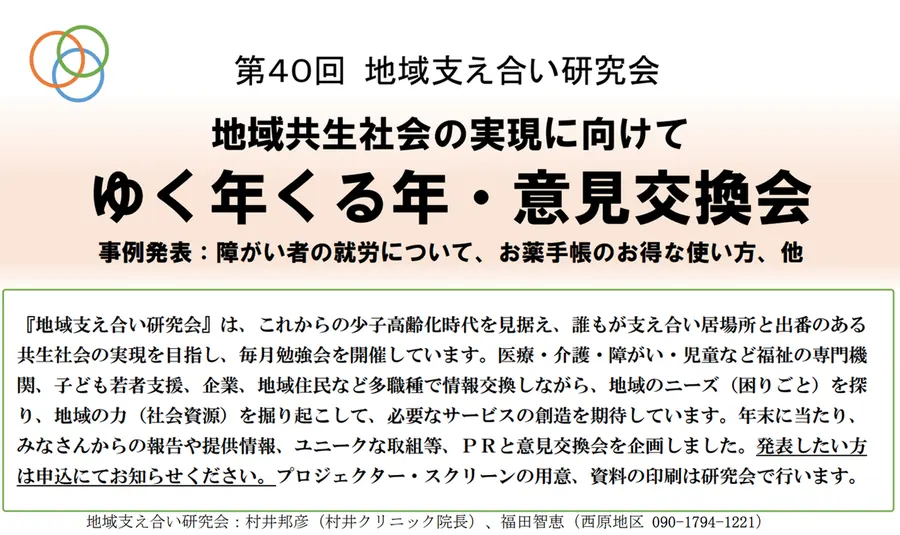 第40回 地域支え合い研究会
地域共生社会の実現に向けて
ゆく年くる年・意見交換会
事例発表：障がい者の就労について、お薬手帳のお得な使い方、他
『地域支え合い研究会』は、これからの少子高齢化時代を見据え、誰もが支え合い居場所と出番のある
共生社会の実現を目指し、毎月勉強会を開催しています。医療・介護・障がい・児童など福祉の専門機
関、子ども若者支援、企業、地域住民など多職種で情報交換しながら、地域のニーズ（困りごと）を探
り、地域の力（社会資源）を掘り起こして、必要なサービスの創造を期待しています。年末に当たり、
みなさんからの報告や提供情報、ユニークな取組等、ＰＲと意見交換会を企画しました。発表したい方
は申込にてお知らせください。プロジェクター・スクリーンの用意、資料の印刷は研究会で行います。
地域支え合い研究会：村井邦彦（村井クリニック院長）、福田智恵（西原地区 090-1794-1221）